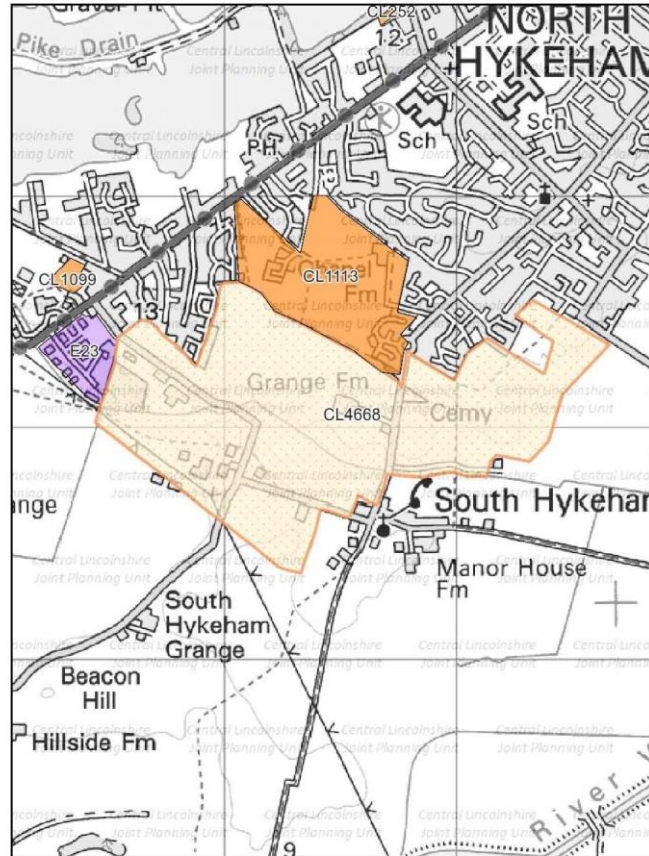 CL252
12
NORTH
HYKEHAM
Pike Drain
Sch
Sch
PH
CL1099
13
CL1113
Fm
E23
Grange Fm
CL4668
Cemy
South Hykeham
Manor House
Fm
South
Hykeham
Grange
Beacon
Hill
Hillside Fm
River
9
Central Lincolnshire
Joint Planning Unit